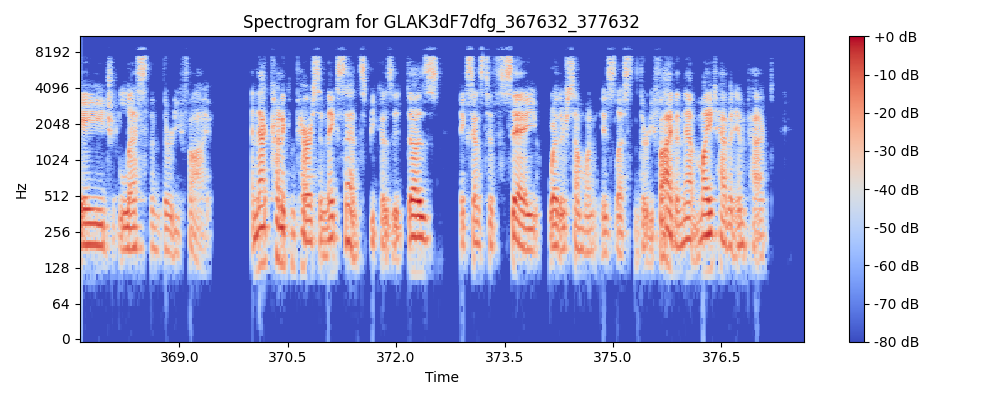 Spectrogram for GLAK3dF7dfg_367632_377632
8192
4096
2048
1024
512
256
128
64
0
Hz
369.0
370.5
372.0
373.5
375.0
376.5
Time
+0 dB
-10 dB
-20 dB
-30 dB
-40 dB
-50 dB
-60 dB
-70 dB
-80 dB